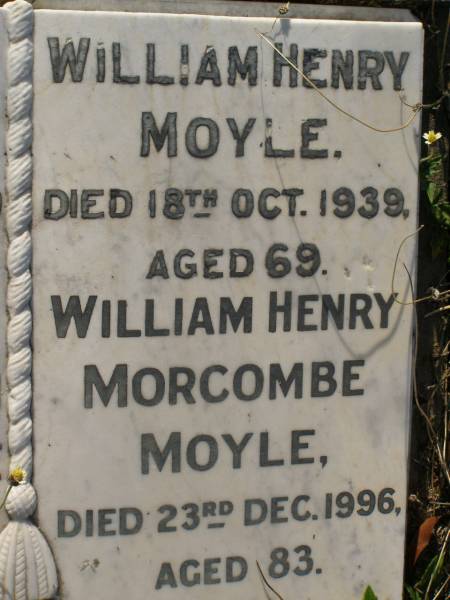 WILLIAM HENRY
MOYLE.
DIED 18TH OCT. 1939,
AGED 69.
WILLIAM HENRY
MORCOMBE
MOYLE,
DIED 23RD DEC. 1996,
AGED 83.